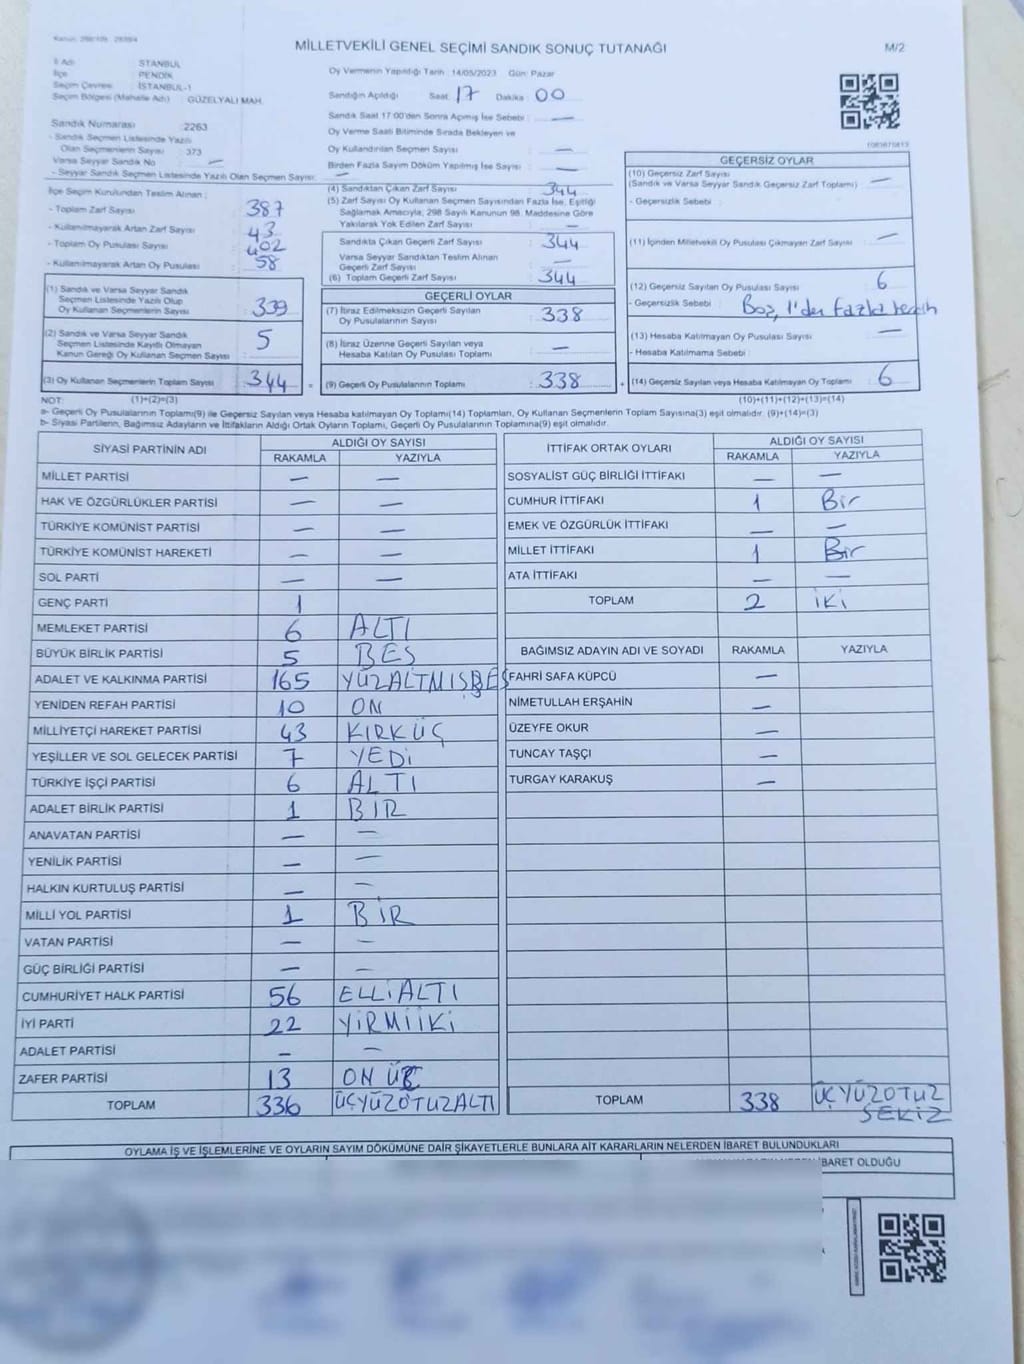 MİLLETVEKİLİ GENEL SEÇİMİ SANDIK SONUÇ TUTANAĞI
M/2
İl Adı STANBUL
İlçe PENDİK
Seçim Çevresi İSTANBUL-1
Seçim Bölgesi (Mahalle Adı) GÜZELYALI MAH.
Oy Vermenin Yapıldığı Tarih : 14/05/2023 Gün: Pazar
Sandığın Açıldığı Saat: 17 Dakika : 00
Sandık Saat 17:00'den Sonra Açımış İse Sebebi : —
Oy Verme Saati Bitiminde Sırada Bekleyen ve
Oy Kullandırılan Seçmen Sayısı : —
Birden Fazla Sayım Döküm Yapılmış İse Sayısı : —
Sandık Numarası : 2263
- Sandık Seçmen Listesinde Yazılı
Olan Seçmenlerin Sayısı : 373
Varsa Seyyar Sandık No —
- Seyyar Sandık Seçmen Listesinde Yazılı Olan Seçmen Sayısı: —
İlçe Seçim Kurulundan Teslim Alınan :
- Toplam Zarf Sayısı : 387
- Kullanılmayarak Artan Zarf Sayısı : 43
- Toplam Oy Pusulası Sayısı : 402
- Kullanılmayarak Artan Oy Pusulası : 58
(1) Sandık ve Varsa Seyyar Sandık
Seçmen Listesinde Yazılı Olup
Oy Kullanan Seçmenlerin Sayısı : 339
(2) Sandık ve Varsa Seyyar Sandık
Seçmen Listesinde Kayıtlı Olmayan
Kanun Gereği Oy Kullanan Seçmen Sayısı : 5
(3) Oy Kullanan Seçmenlerin Toplam Sayısı : 344
(4) Sandıktan Çıkan Zarf Sayısı : 344
(5) Zarf Sayısı Oy Kullanan Seçmen Sayısından Fazla İse, Eşitliği
Sağlamak Amacıyla; 298 Sayılı Kanunun 98. Maddesine Göre
Yakılarak Yok Edilen Zarf Sayısı : —
Sandıkta Çıkan Geçerli Zarf Sayısı : 344
Varsa Seyyar Sandıktan Teslim Alınan
Geçerli Zarf Sayısı : —
(6) Toplam Geçerli Zarf Sayısı : 344
GEÇERLİ OYLAR
(7) İtiraz Edilmeksizin Geçerli Sayılan
Oy Pusulalarının Sayısı : 338
(8) İtiraz Üzerine Geçerli Sayılan veya
Hesaba Katılan Oy Pusulası Toplamı : —
= (9) Geçerli Oy Pusulalarının Toplamı : 338
GEÇERSİZ OYLAR
(10) Geçersiz Zarf Sayısı
(Sandık ve Varsa Seyyar Sandık Geçersiz Zarf Toplamı) : —
- Geçersizlik Sebebi :
(11) İçinden Milletvekili Oy Pusulası Çıkmayan Zarf Sayısı : —
(12) Geçersiz Sayılan Oy Pusulası Sayısı : 6
- Geçersizlik Sebebi : Boş, 1'den fazla tercih
(13) Hesaba Katılmayan Oy Pusulası Sayısı : —
- Hesaba Katılmama Sebebi :
+ (14) Geçersiz Sayılan veya Hesaba Katılmayan Oy Toplamı : 6
NOT: (1)+(2)=(3) (10)+(11)+(12)+(13)=(14)
a- Geçerli Oy Pusulalarının Toplamı(9) ile Geçersiz Sayılan veya Hesaba katılmayan Oy Toplamı(14) Toplamları, Oy Kullanan Seçmenlerin Toplam Sayısına(3) eşit olmalıdır. (9)+(14)=(3)
b- Siyasi Partilerin, Bağımsız Adayların ve İttifakların Aldığı Ortak Oyların Toplamı, Geçerli Oy Pusulalarının Toplamına(9) eşit olmalıdır.
SİYASİ PARTİNİN ADI ALDIĞI OY SAYISI
RAKAMLA YAZIYLA
MİLLET PARTİSİ — —
HAK VE ÖZGÜRLÜKLER PARTİSİ — —
TÜRKİYE KOMÜNİST PARTİSİ — —
TÜRKİYE KOMÜNİST HAREKETİ — —
SOL PARTİ — —
GENÇ PARTİ 1
MEMLEKET PARTİSİ 6 ALTI
BÜYÜK BİRLİK PARTİSİ 5 BES
ADALET VE KALKINMA PARTİSİ 165 YÜZALTMIŞBEŞ
YENİDEN REFAH PARTİSİ 10 ON
MİLLİYETÇİ HAREKET PARTİSİ 43 KIRKÜÇ
YEŞİLLER VE SOL GELECEK PARTİSİ 7 YEDİ
TÜRKİYE İŞÇİ PARTİSİ 6 ALTI
ADALET BİRLİK PARTİSİ 1 BIR
ANAVATAN PARTİSİ — —
YENİLİK PARTİSİ — —
HALKIN KURTULUŞ PARTİSİ — —
MİLLİ YOL PARTİSİ 1 BİR
VATAN PARTİSİ — —
GÜÇ BİRLİĞİ PARTİSİ — —
CUMHURİYET HALK PARTİSİ 56 ELLİALTI
İYİ PARTİ 22 YİRMİİKİ
ADALET PARTİSİ — —
ZAFER PARTİSİ 13 ON ÜÇ
TOPLAM 336 ÜÇYÜZOTUZALTI
İTTİFAK ORTAK OYLARI ALDIĞI OY SAYISI
RAKAMLA YAZIYLA
SOSYALİST GÜÇ BİRLİĞİ İTTİFAKI — —
CUMHUR İTTİFAKI 1 Bir
EMEK VE ÖZGÜRLÜK İTTİFAKI — —
MİLLET İTTİFAKI 1 Bir
ATA İTTİFAKI — —
TOPLAM 2 İKİ
BAĞIMSIZ ADAYIN ADI VE SOYADI RAKAMLA YAZIYLA
FAHRİ SAFA KÜPCÜ —
NİMETULLAH ERŞAHİN —
ÜZEYFE OKUR —
TUNCAY TAŞÇI —
TURGAY KARAKUŞ —
TOPLAM 338 ÜÇYÜZOTUZ
SEKİZ
OYLAMA İŞ VE İŞLEMLERİNE VE OYLARIN SAYIM DÖKÜMÜNE DAİR ŞİKAYETLERLE BUNLARA AİT KARARLARIN NELERDEN İBARET BULUNDUKLARI
İBARET OLDUĞU